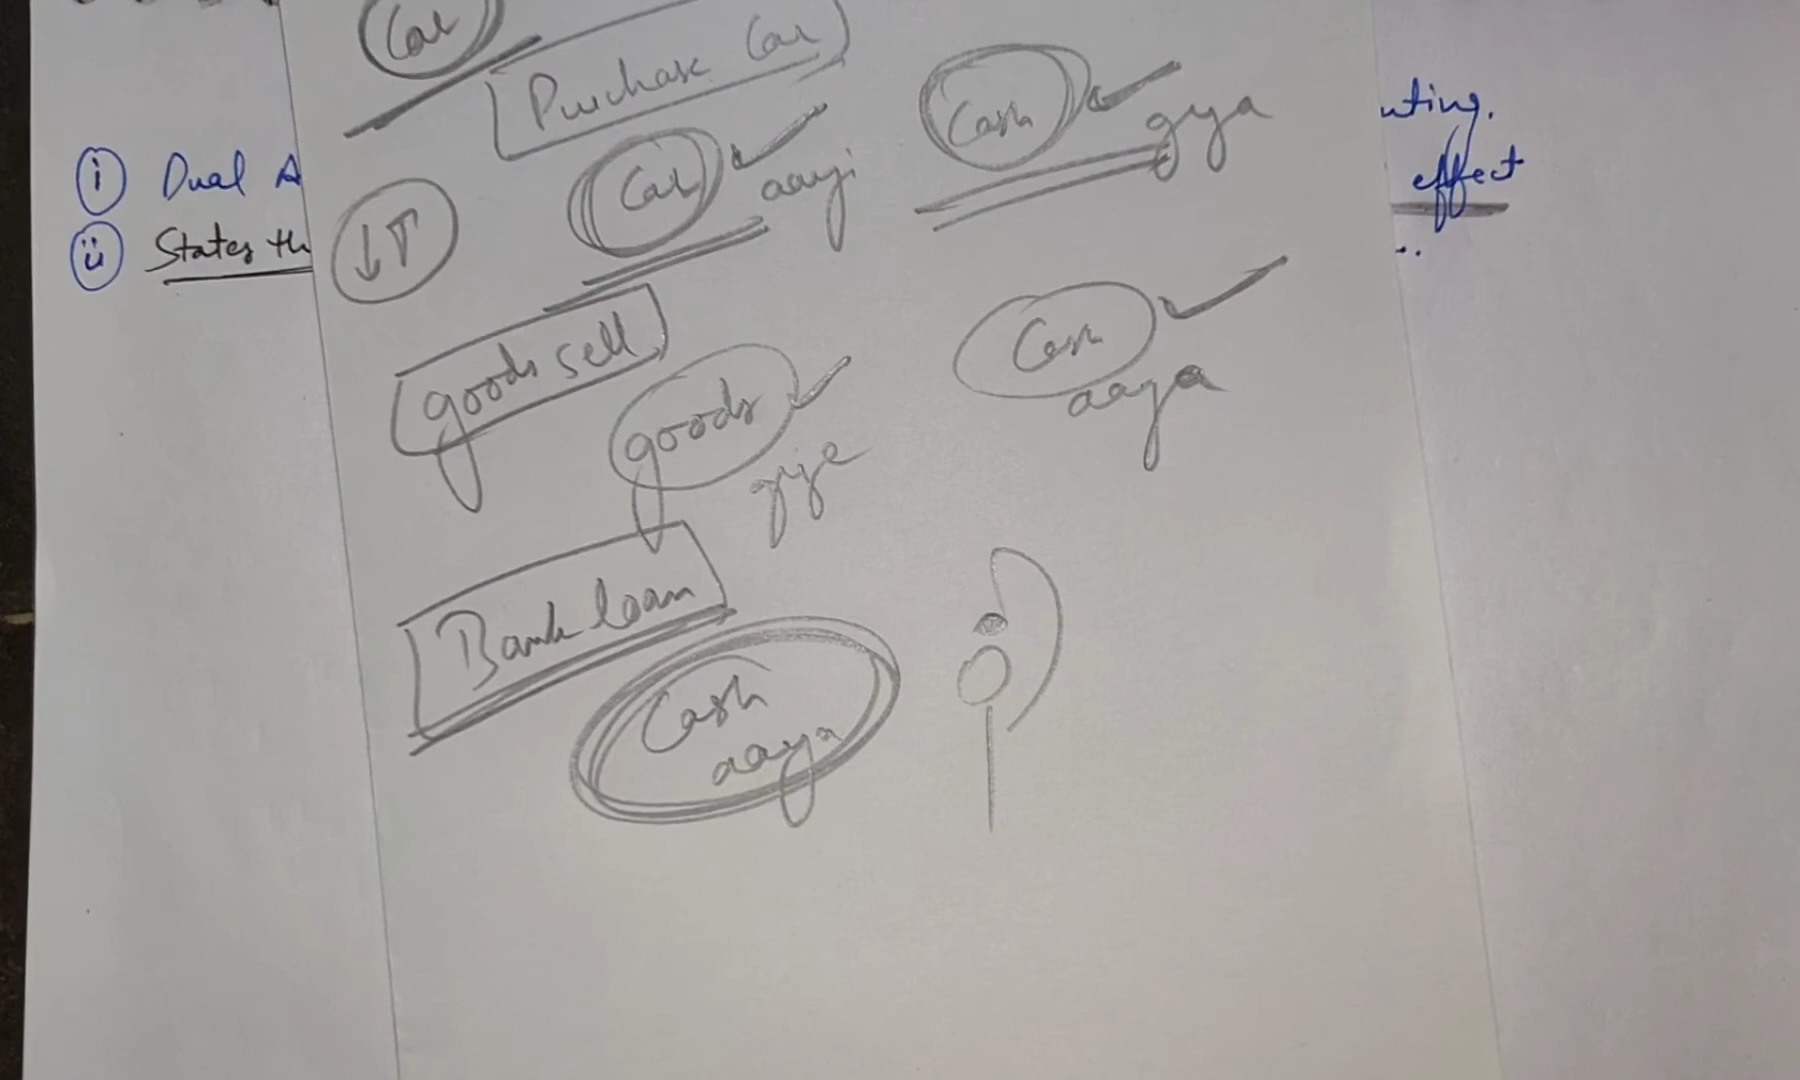 Car
Purchase Car
Car aayi
Cash gya
uting.
i Dual A
effect
ii States th
..
↓↑
goods sell
goods gye
Cash aaya
Bank loan
Cash aaya